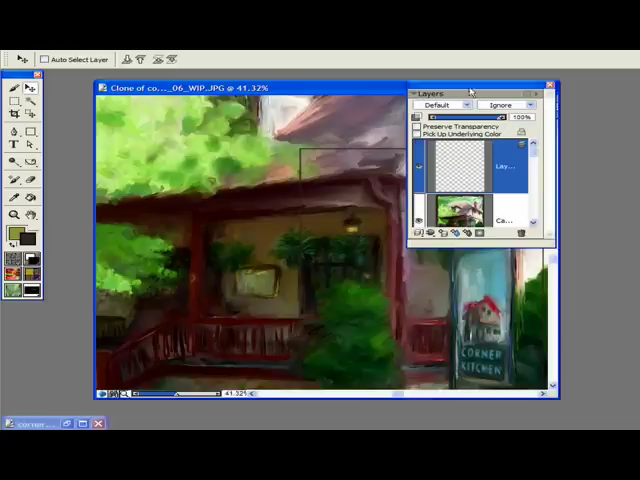 Auto Select Layer
Clone of co..._06_WIP.JPG @ 41.32%
Layers
Default
Ignore
100%
Preserve Transparency
Pick Up Underlying Color
Lay...
Ca...
CORNER
KITCHEN
41.32%
corner...